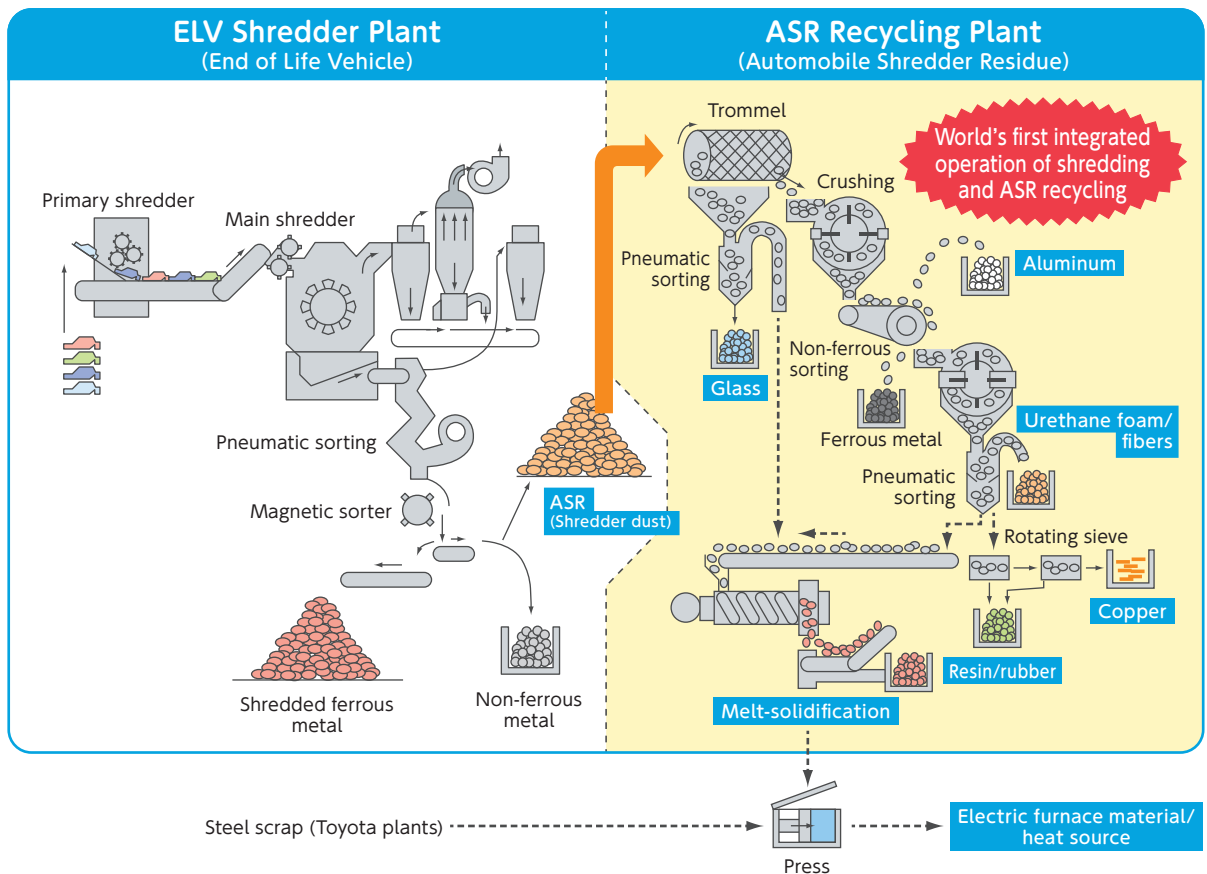 ELV Shredder Plant
(End of Life Vehicle)
ASR Recycling Plant
(Automobile Shredder Residue)
Primary shredder
Main shredder
Pneumatic sorting
Magnetic sorter
Shredded ferrous
metal
Non-ferrous
metal
ASR
(Shredder dust)
Trommel
World's first integrated
operation of shredding
and ASR recycling
Crushing
Pneumatic
sorting
Aluminum
Glass
Non-ferrous
sorting
Ferrous metal
Urethane foam/
fibers
Pneumatic
sorting
Rotating sieve
Copper
Resin/rubber
Melt-solidification
Steel scrap (Toyota plants)
Press
Electric furnace material/
heat source